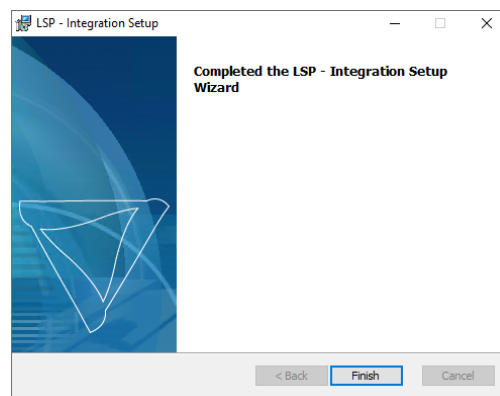 LSP - Integration Setup
Completed the LSP - Integration Setup
Wizard
< Back
Finish
Cancel